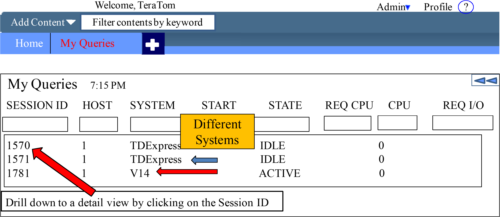 Welcome, TeraTom Admin Profile ?
Add Content Filter contents by keyword
Home My Queries
My Queries 7:15 PM
SESSION ID HOST SYSTEM START STATE REQ CPU CPU REQ I/O
Different
Systems
1570 1 TDExpress IDLE 0
1571 1 TDExpress IDLE
1781 1 V14 ACTIVE 0
Drill down to a detail view by clicking on the Session ID